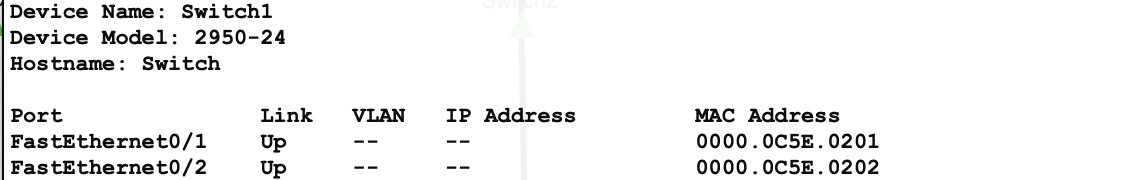 Switch2
Device Name: Switch1
Device Model: 2950-24
Hostname: Switch
Port Link VLAN IP Address MAC Address
FastEthernet0/1 Up -- -- 0000.0C5E.0201
FastEthernet0/2 Up -- -- 0000.0C5E.0202